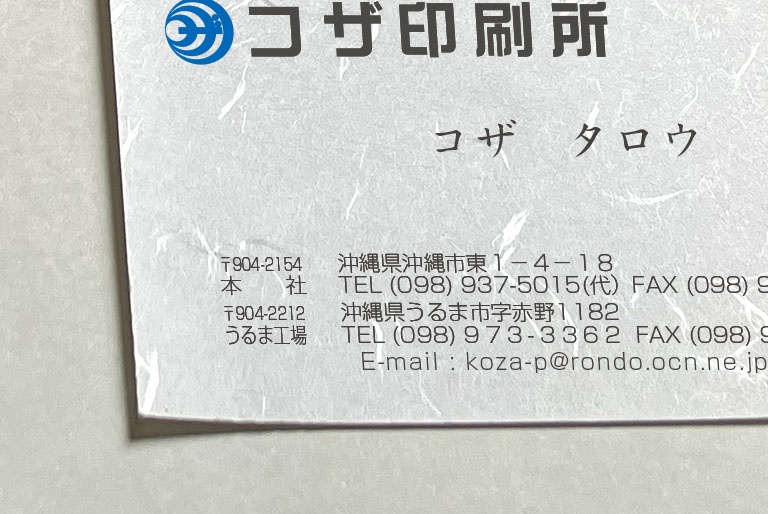 コザ印刷所
コザ　タロウ
〒904-2154　沖縄県沖縄市東1−4−18
本　社　TEL (098) 937-5015(代) FAX (098) 9
〒904-2212　沖縄県うるま市字赤野1182
うるま工場　TEL (098) 973-3362 FAX (098) 9
E-mail : koza-p@rondo.ocn.ne.jp